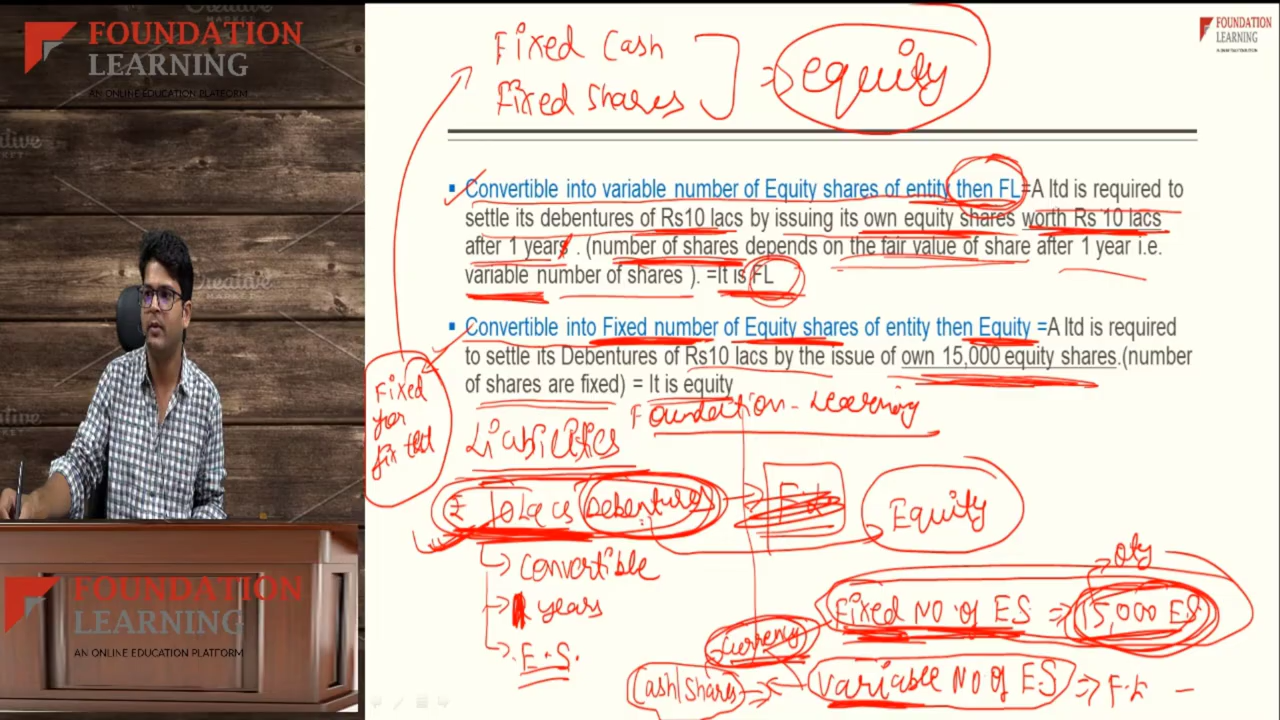 FOUNDATION
LEARNING
AN ONLINE EDUCATION PLATFORM
FOUNDATION
LEARNING
Fixed Cash
Fixed Shares
equity
▪ Convertible into variable number of Equity shares of entity then FL=A ltd is required to
settle its debentures of Rs10 lacs by issuing its own equity shares worth Rs 10 lacs
after 1 years . (number of shares depends on the fair value of share after 1 year i.e.
variable number of shares ). =It is FL
▪ Convertible into Fixed number of Equity shares of entity then Equity =A ltd is required
to settle its Debentures of Rs10 lacs by the issue of own 15,000 equity shares.(number
of shares are fixed) = It is equity
Fixed
for
Foundation - Learning
Liabilities
₹ 10 Lacs Debentures
Equity
Convertible
years
E.S.
Qty
Fixed NO of ES ⇒ 15,000 ES
Currency
Cash/Shares
Variable NO of ES ⇒ F.L
FOUNDATION
LEARNING
AN ONLINE EDUCATION PLATFORM